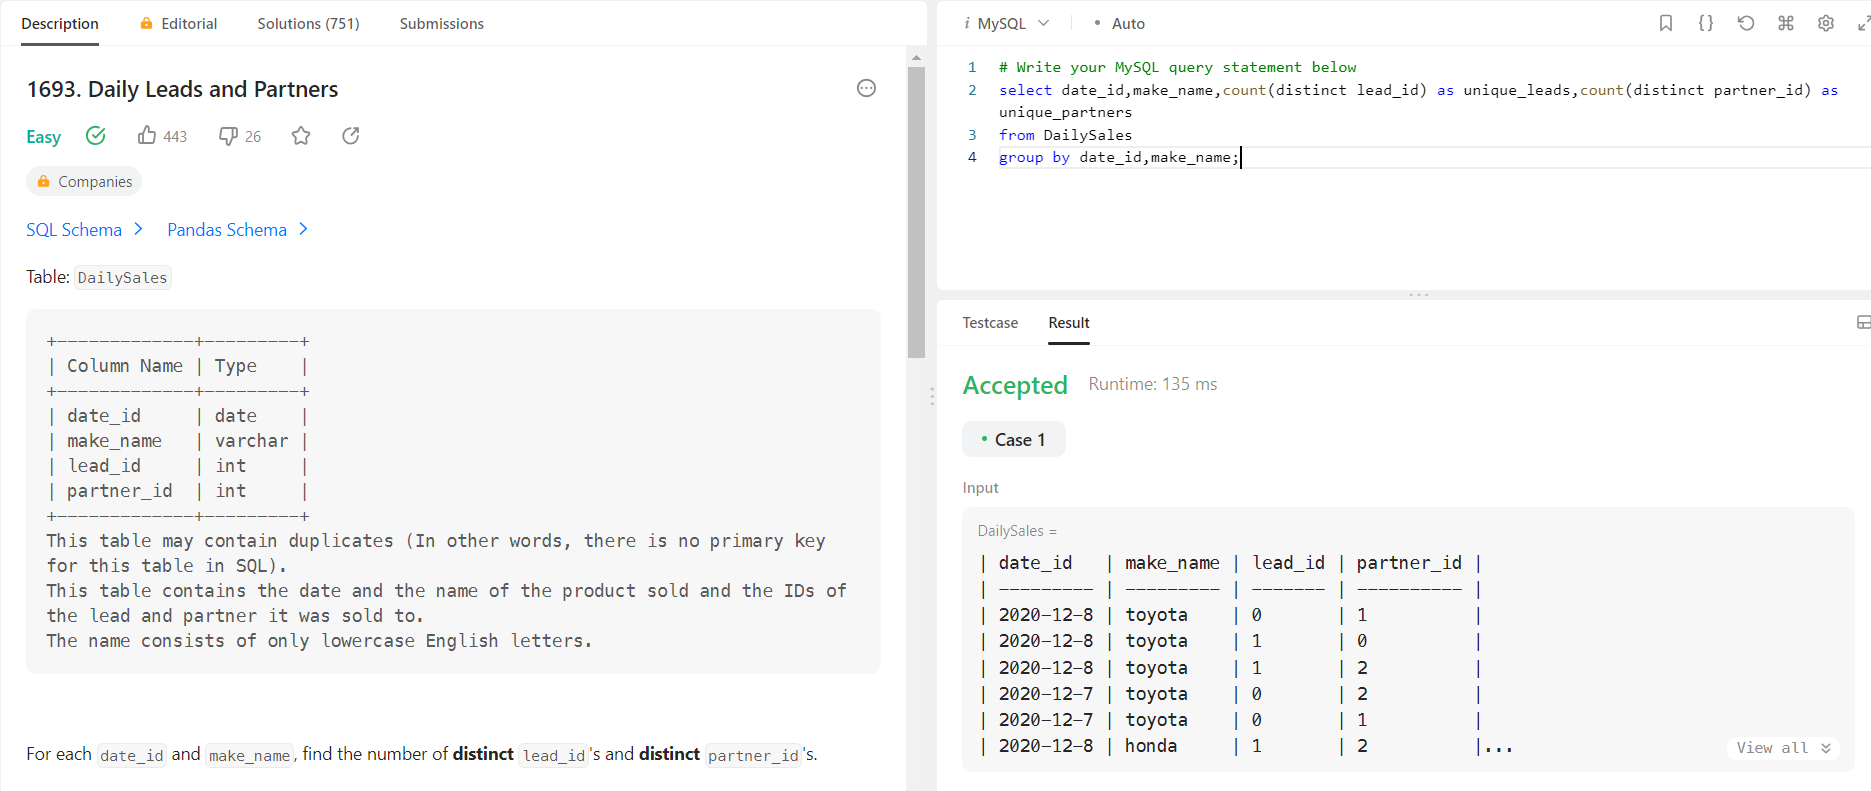 Description Editorial Solutions (751) Submissions
1693. Daily Leads and Partners
Easy 443 26
Companies
SQL Schema > Pandas Schema >
Table: DailySales
+-------------+---------+
| Column Name | Type    |
+-------------+---------+
| date_id     | date    |
| make_name   | varchar |
| lead_id     | int     |
| partner_id  | int     |
+-------------+---------+
This table may contain duplicates (In other words, there is no primary key
for this table in SQL).
This table contains the date and the name of the product sold and the IDs of
the lead and partner it was sold to.
The name consists of only lowercase English letters.
For each date_id and make_name, find the number of distinct lead_id's and distinct partner_id's.
i MySQL • Auto
1 # Write your MySQL query statement below
2 select date_id,make_name,count(distinct lead_id) as unique_leads,count(distinct partner_id) as
unique_partners
3 from DailySales
4 group by date_id,make_name;
Testcase Result
Accepted Runtime: 135 ms
• Case 1
Input
DailySales =
| date_id   | make_name | lead_id | partner_id |
| --------- | --------- | ------- | ---------- |
| 2020-12-8 | toyota    | 0       | 1          |
| 2020-12-8 | toyota    | 1       | 0          |
| 2020-12-8 | toyota    | 1       | 2          |
| 2020-12-7 | toyota    | 0       | 2          |
| 2020-12-7 | toyota    | 0       | 1          |
| 2020-12-8 | honda     | 1       | 2          |...
View all